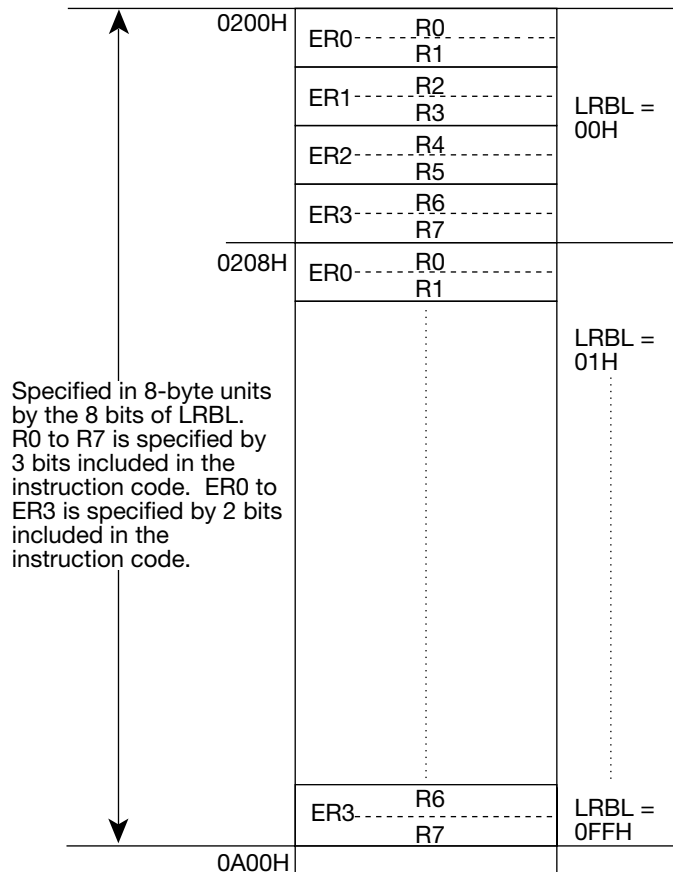 0200H
ER0 R0
R1
ER1 R2
R3
ER2 R4
R5
ER3 R6
R7
LRBL =
00H
0208H
ER0 R0
R1
LRBL =
01H
Specified in 8-byte units
by the 8 bits of LRBL.
R0 to R7 is specified by
3 bits included in the
instruction code. ER0 to
ER3 is specified by 2 bits
included in the
instruction code.
ER3 R6
R7
LRBL =
0FFH
0A00H